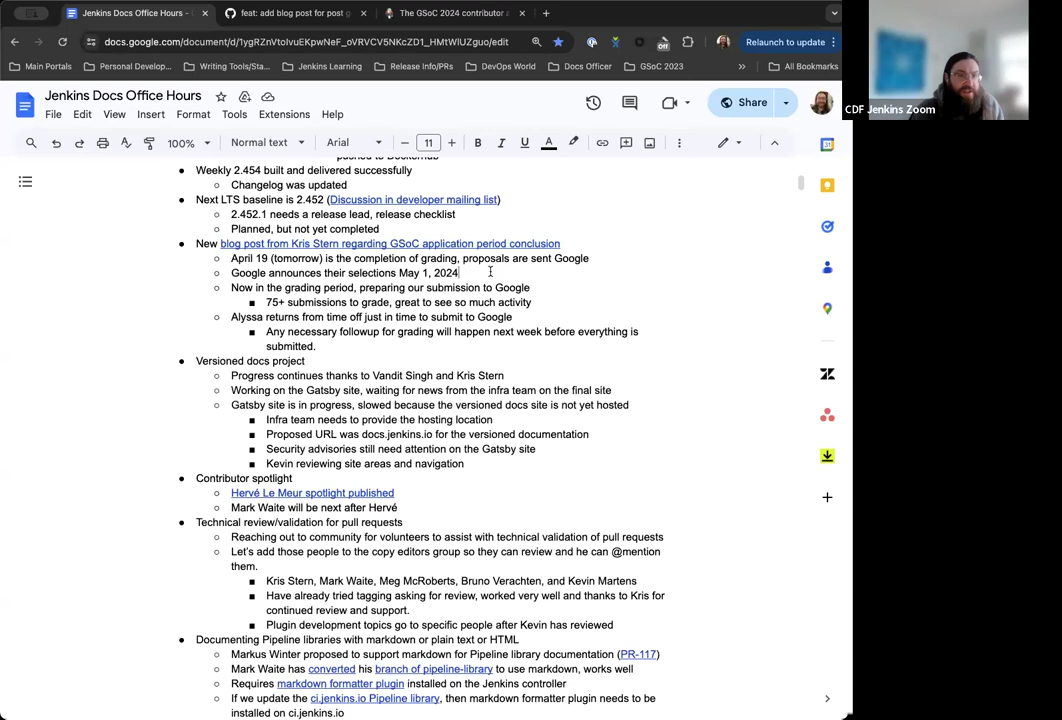 Jenkins Docs Office Hours -
feat: add blog post for post g
The GSoC 2024 contributor a
docs.google.com/document/d/1ygRZnVtoIvuEKpwNeF_oVRVCV5NKcZD1_HMtWlUZguo/edit
Off
Relaunch to update
Main Portals
Personal Develop...
Writing Tools/Sta...
Jenkins Learning
Release Info/PRs
DevOps World
Docs Officer
GSoC 2023
»
All Bookmarks
CDF Jenkins Zoom
Jenkins Docs Office Hours
File Edit View Insert Format Tools Extensions Help
Share
100% Normal text Arial 11 B I U A
pushed to DockerHub
Weekly 2.454 built and delivered successfully
Changelog was updated
Next LTS baseline is 2.452 (Discussion in developer mailing list)
2.452.1 needs a release lead, release checklist
Planned, but not yet completed
New blog post from Kris Stern regarding GSoC application period conclusion
April 19 (tomorrow) is the completion of grading, proposals are sent Google
Google announces their selections May 1, 2024
Now in the grading period, preparing our submission to Google
75+ submissions to grade, great to see so much activity
Alyssa returns from time off just in time to submit to Google
Any necessary followup for grading will happen next week before everything is
submitted.
Versioned docs project
Progress continues thanks to Vandit Singh and Kris Stern
Working on the Gatsby site, waiting for news from the infra team on the final site
Gatsby site is in progress, slowed because the versioned docs site is not yet hosted
Infra team needs to provide the hosting location
Proposed URL was docs.jenkins.io for the versioned documentation
Security advisories still need attention on the Gatsby site
Kevin reviewing site areas and navigation
Contributor spotlight
Hervé Le Meur spotlight published
Mark Waite will be next after Hervé
Technical review/validation for pull requests
Reaching out to community for volunteers to assist with technical validation of pull requests
Let's add those people to the copy editors group so they can review and he can @mention
them.
Kris Stern, Mark Waite, Meg McRoberts, Bruno Verachten, and Kevin Martens
Have already tried tagging asking for review, worked very well and thanks to Kris for
continued review and support.
Plugin development topics go to specific people after Kevin has reviewed
Documenting Pipeline libraries with markdown or plain text or HTML
Markus Winter proposed to support markdown for Pipeline library documentation (PR-117)
Mark Waite has converted his branch of pipeline-library to use markdown, works well
Requires markdown formatter plugin installed on the Jenkins controller
If we update the ci.jenkins.io Pipeline library, then markdown formatter plugin needs to be
installed on ci.jenkins.io